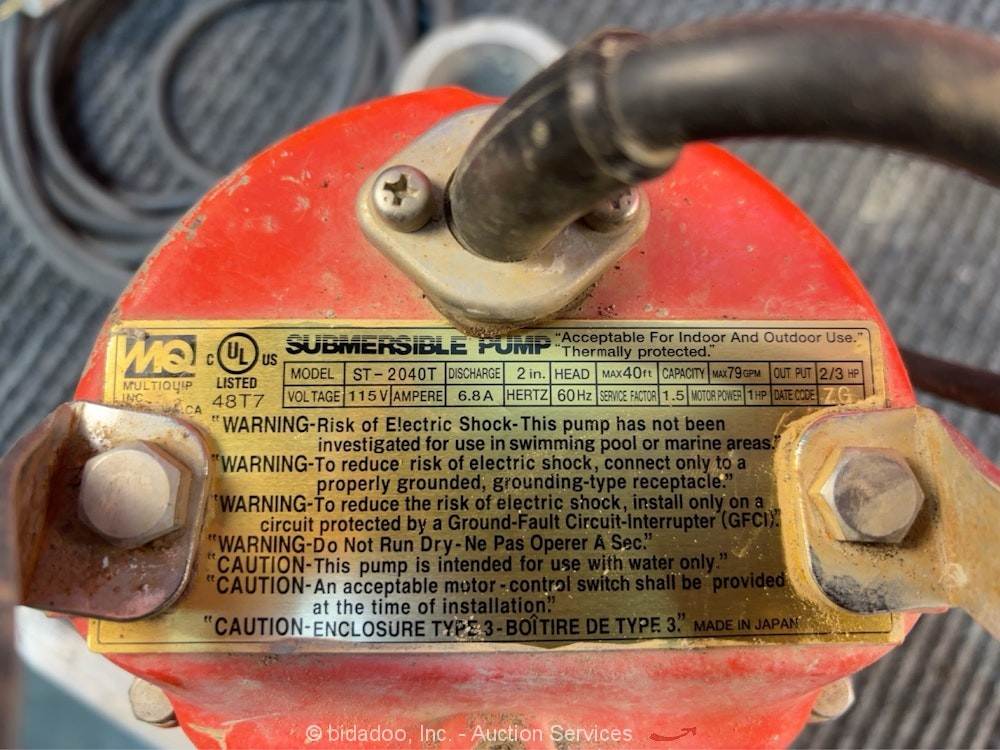 MQ
MULTIQUIP
INC.
CA
C UL US
LISTED
48T7
SUBMERSIBLE PUMP "Acceptable For Indoor And Outdoor Use."
"Thermally protected."
MODEL ST-2040T DISCHARGE 2 in. HEAD MAX40ft CAPACITY MAX79GPM OUT PUT 2/3 HP
VOLTAGE 115V AMPERE 6.8A HERTZ 60Hz SERVICE FACTOR 1.5 MOTOR POWER 1HP DATE CODE ZG
"WARNING-Risk of Electric Shock-This pump has not been
investigated for use in swimming pool or marine areas."
"WARNING-To reduce risk of electric shock, connect only to a
properly grounded, grounding-type receptacle."
"WARNING-To reduce the risk of electric shock, install only on a
circuit protected by a Ground-Fault Circuit-Interrupter (GFCI)."
"WARNING-Do Not Run Dry-Ne Pas Operer A Sec."
"CAUTION-This pump is intended for use with water only."
"CAUTION-An acceptable motor-control switch shall be provided
at the time of installation."
"CAUTION-ENCLOSURE TYPE 3-BOÎTIRE DE TYPE 3." MADE IN JAPAN
© bidadoo, Inc. - Auction Services